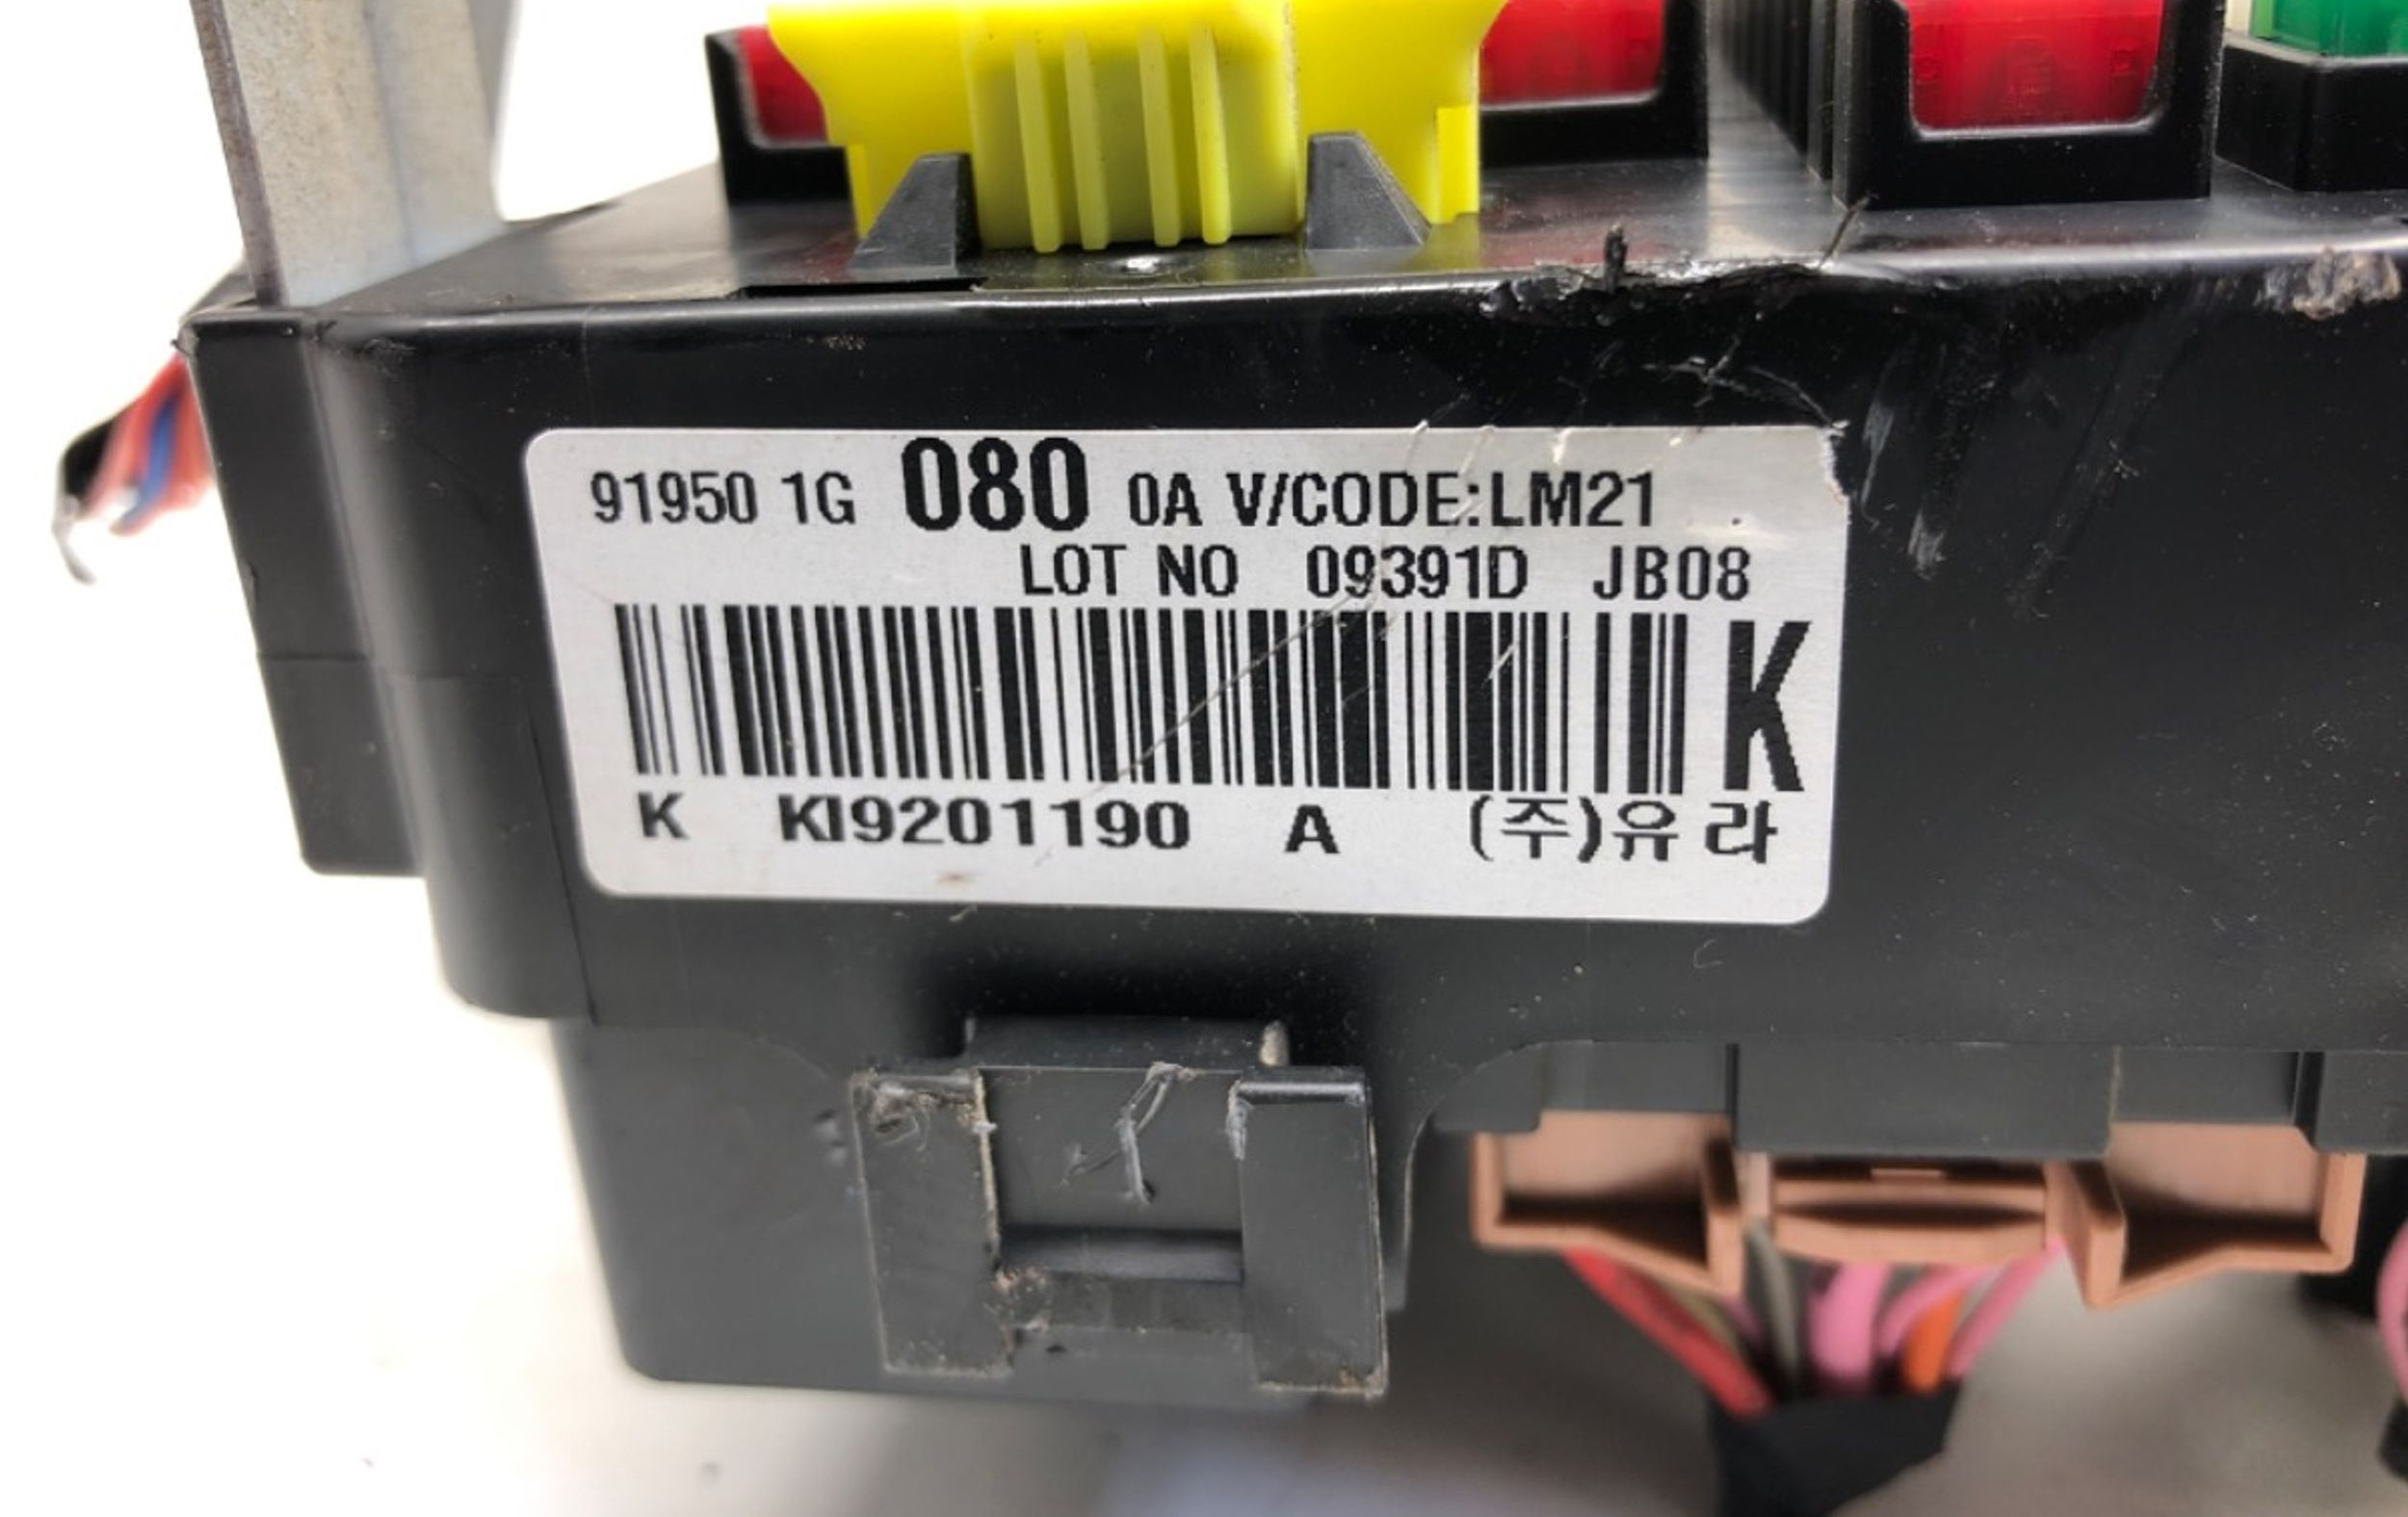 91950 1G 080 0A V/CODE:LM21
LOT NO 09391D JB08
K
K KI9201190 A (주)유라